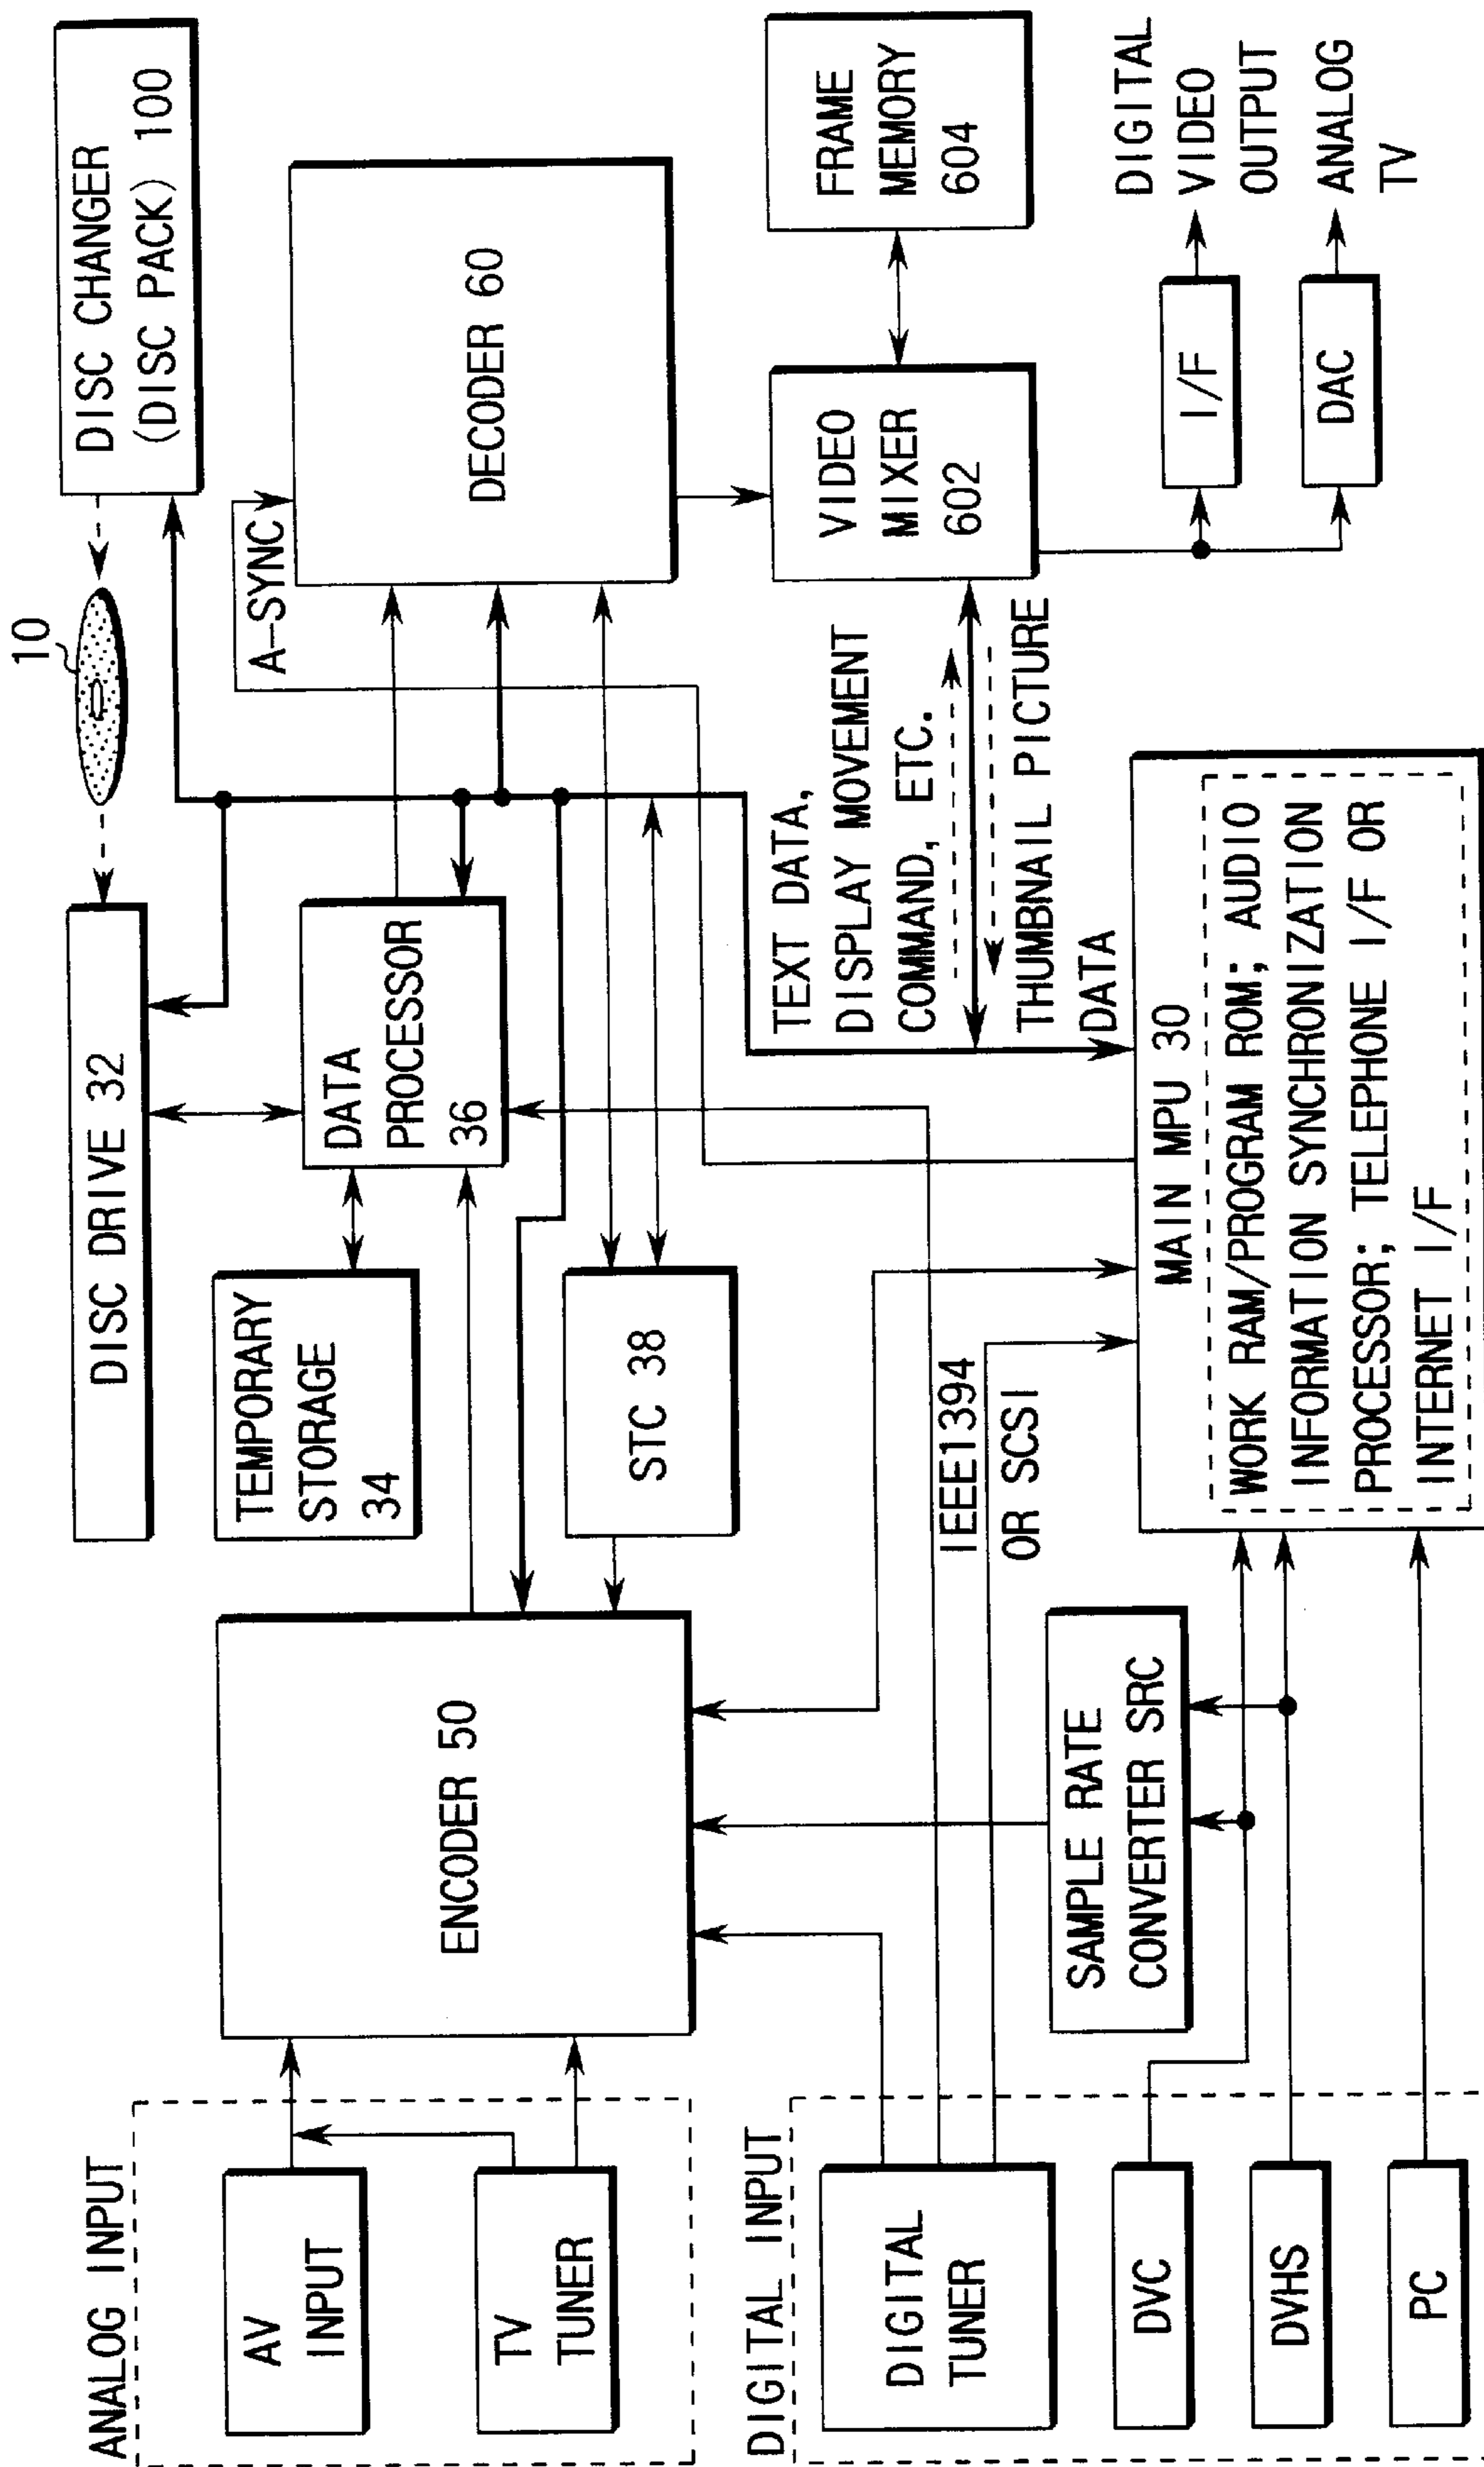 ANALOG INPUT
AV
INPUT
TV
TUNER
DIGITAL INPUT
DIGITAL
TUNER
DVC
DVHS
PC
ENCODER 50
SAMPLE RATE
CONVERTER SRC
IEEE1394
OR SCSI
DISC DRIVE 32
TEMPORARY
STORAGE
34
DATA
PROCESSOR
36
STC 38
10
DISC CHANGER
(DISC PACK) 100
A-SYNC
DECODER 60
TEXT DATA,
DISPLAY MOVEMENT
COMMAND, ETC.
THUMBNAIL PICTURE
DATA
MAIN MPU 30
WORK RAM/PROGRAM ROM; AUDIO
INFORMATION SYNCHRONIZATION
PROCESSOR; TELEPHONE I/F OR
INTERNET I/F
VIDEO
MIXER
602
FRAME
MEMORY
604
I/F
DAC
DIGITAL
VIDEO
OUTPUT
ANALOG
TV